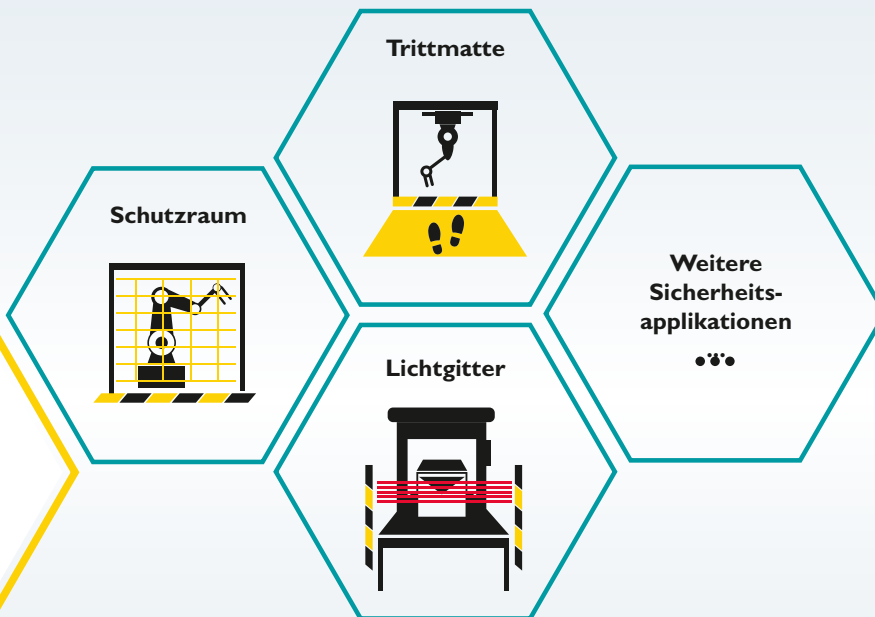 Trittmatte
Schutzraum
Weitere
Sicherheits-
applikationen
Lichtgitter